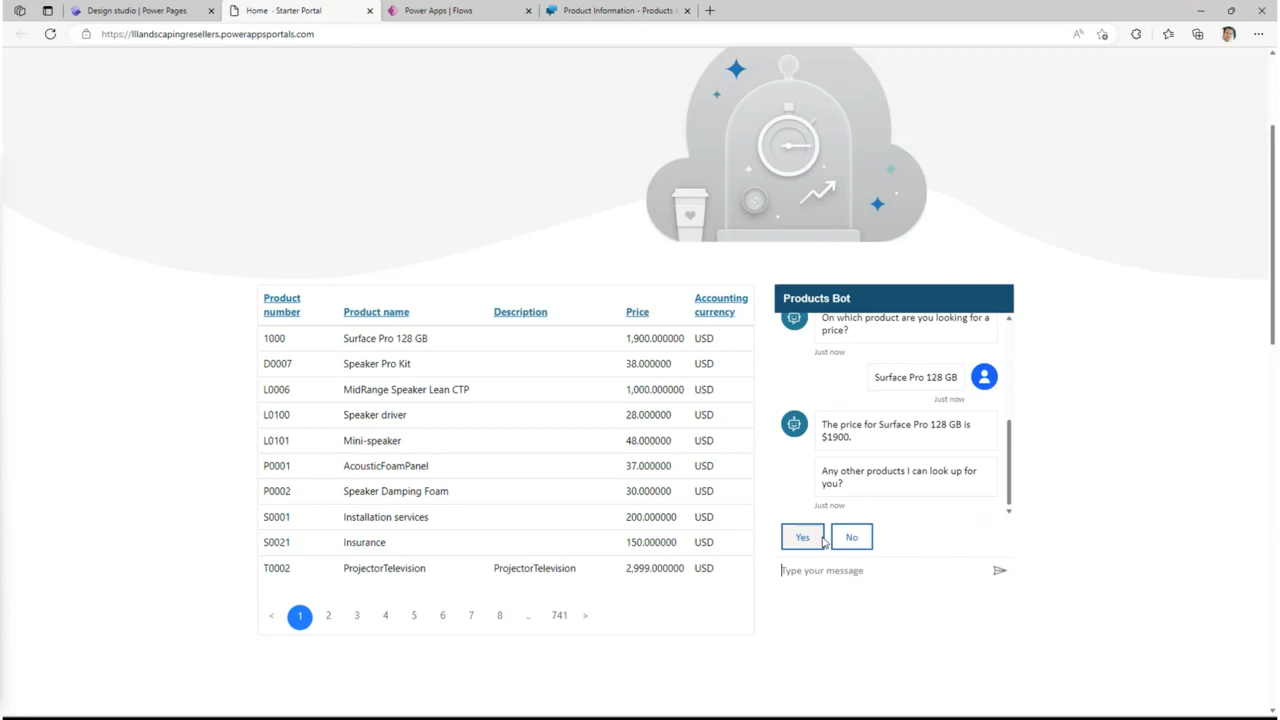 Design studio | Power Pages
Home · Starter Portal
Power Apps | Flows
Product Information - Products
https://lllandscapingresellers.powerappsportals.com
Product number
Product name
Description
Price
Accounting currency
1000 Surface Pro 128 GB 1,900.000000 USD
D0007 Speaker Pro Kit 38.000000 USD
L0006 MidRange Speaker Lean CTP 1,000.000000 USD
L0100 Speaker driver 28.000000 USD
L0101 Mini-speaker 48.000000 USD
P0001 AcousticFoamPanel 37.000000 USD
P0002 Speaker Damping Foam 30.000000 USD
S0001 Installation services 200.000000 USD
S0021 Insurance 150.000000 USD
T0002 ProjectorTelevision ProjectorTelevision 2,999.000000 USD
< 1 2 3 4 5 6 7 8 .. 741 >
Products Bot
On which product are you looking for a
price?
Just now
Surface Pro 128 GB
Just now
The price for Surface Pro 128 GB is
$1900.
Any other products I can look up for
you?
Just now
Yes No
Type your message